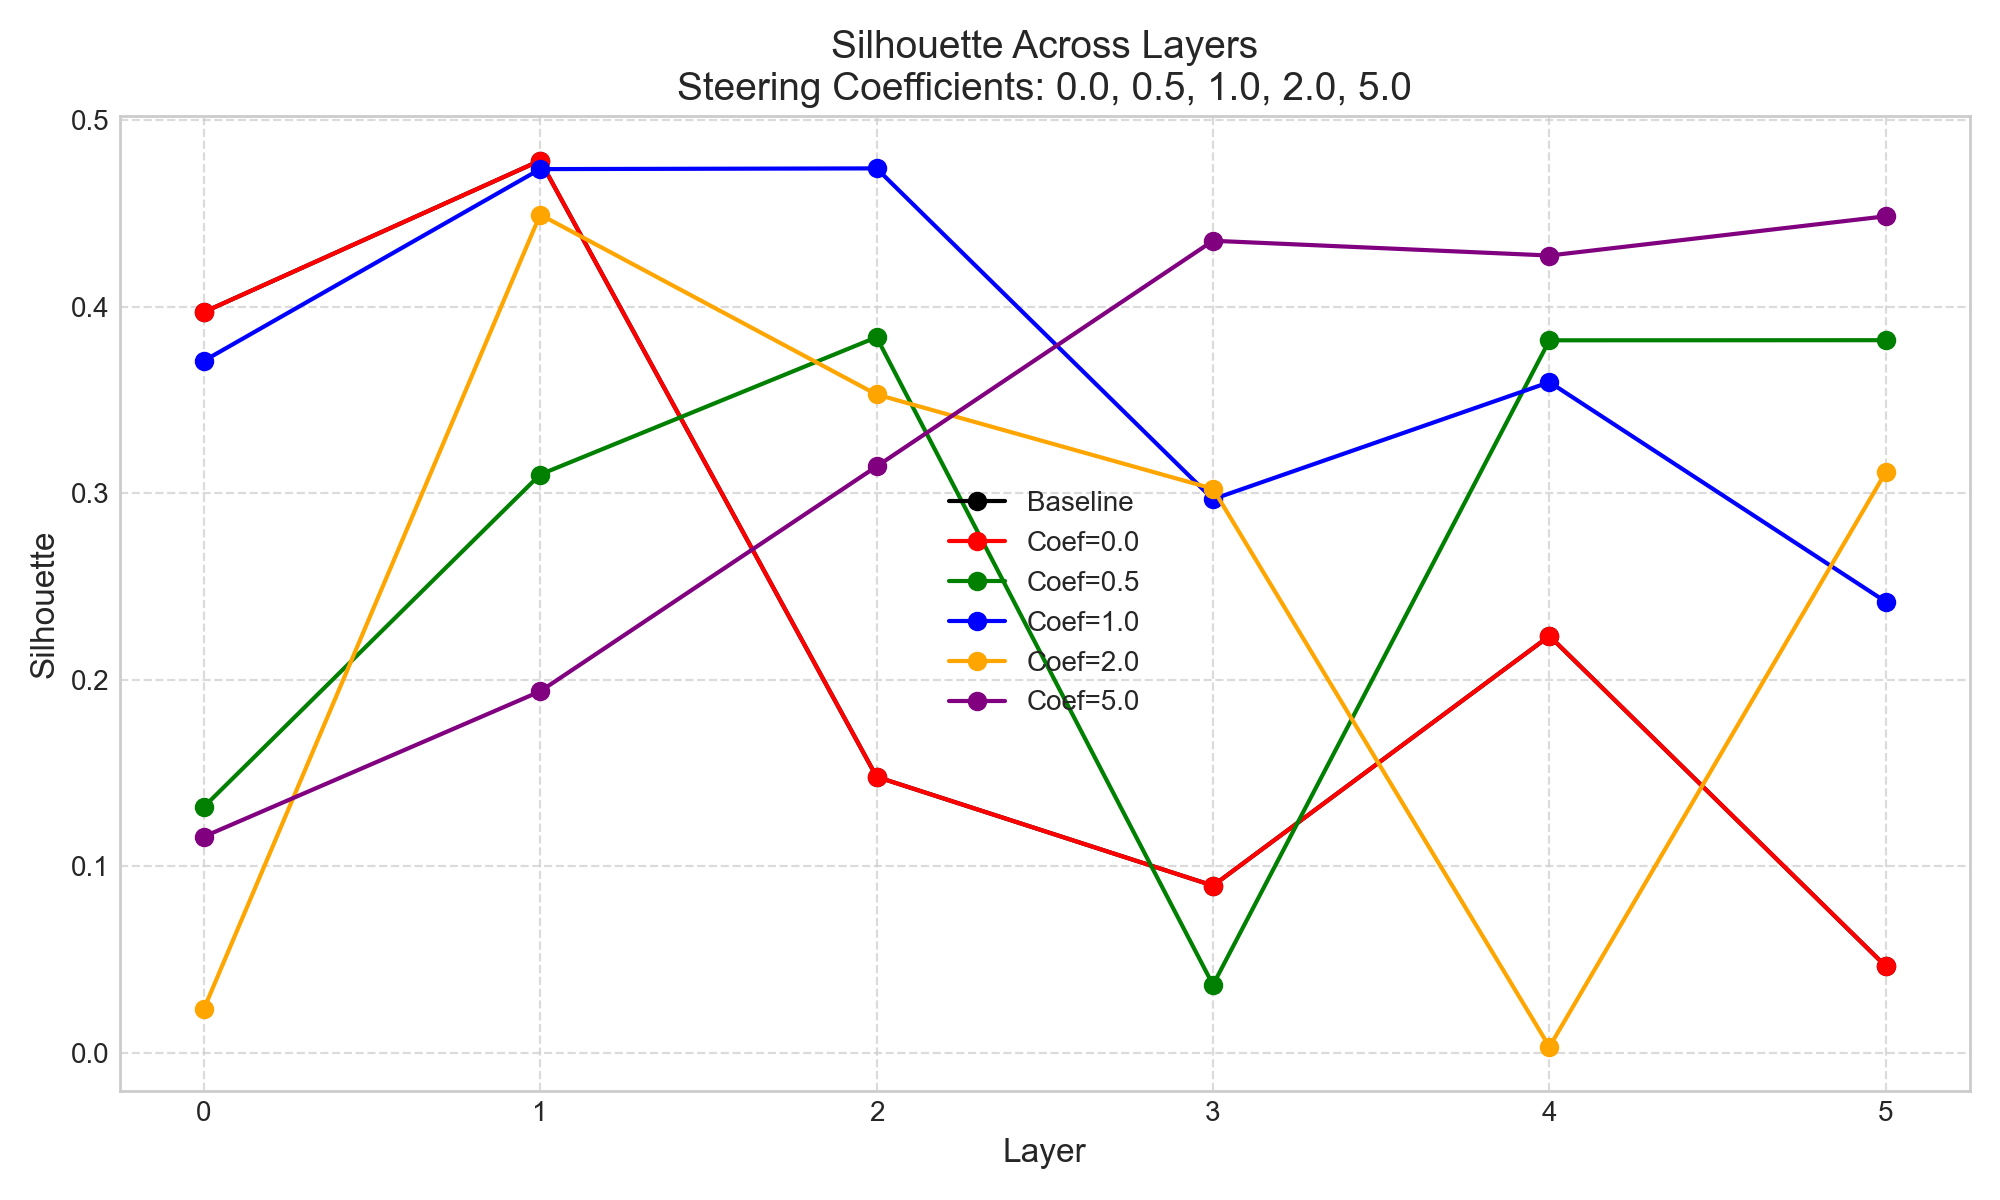 Silhouette Across Layers
Steering Coefficients: 0.0, 0.5, 1.0, 2.0, 5.0
0.5
0.4
0.3
0.2
0.1
0.0
Silhouette
Baseline
Coef=0.0
Coef=0.5
Coef=1.0
Coef=2.0
Coef=5.0
0 1 2 3 4 5
Layer